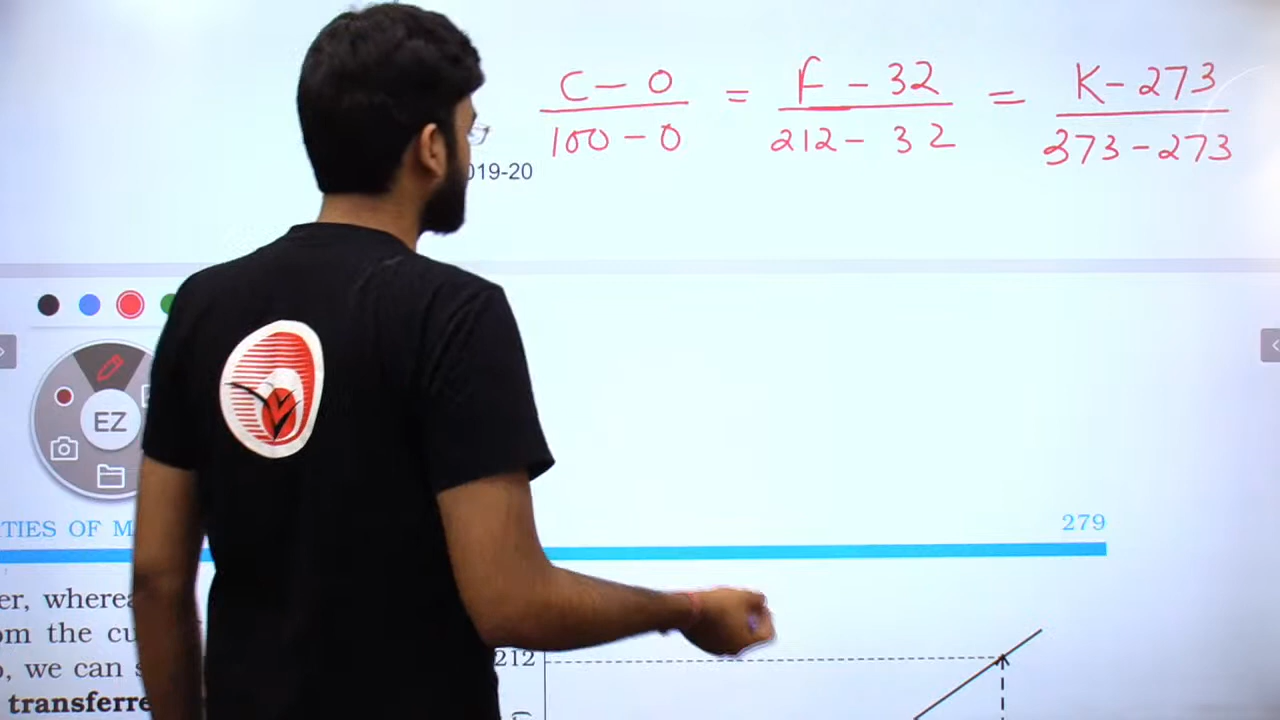 C - 0 = F - 32 = K - 273
100 - 0 212 - 32 373 - 273
019-20
EZ
TIES OF M
279
er, wherea
om the cu
o, we can s
transferre
212